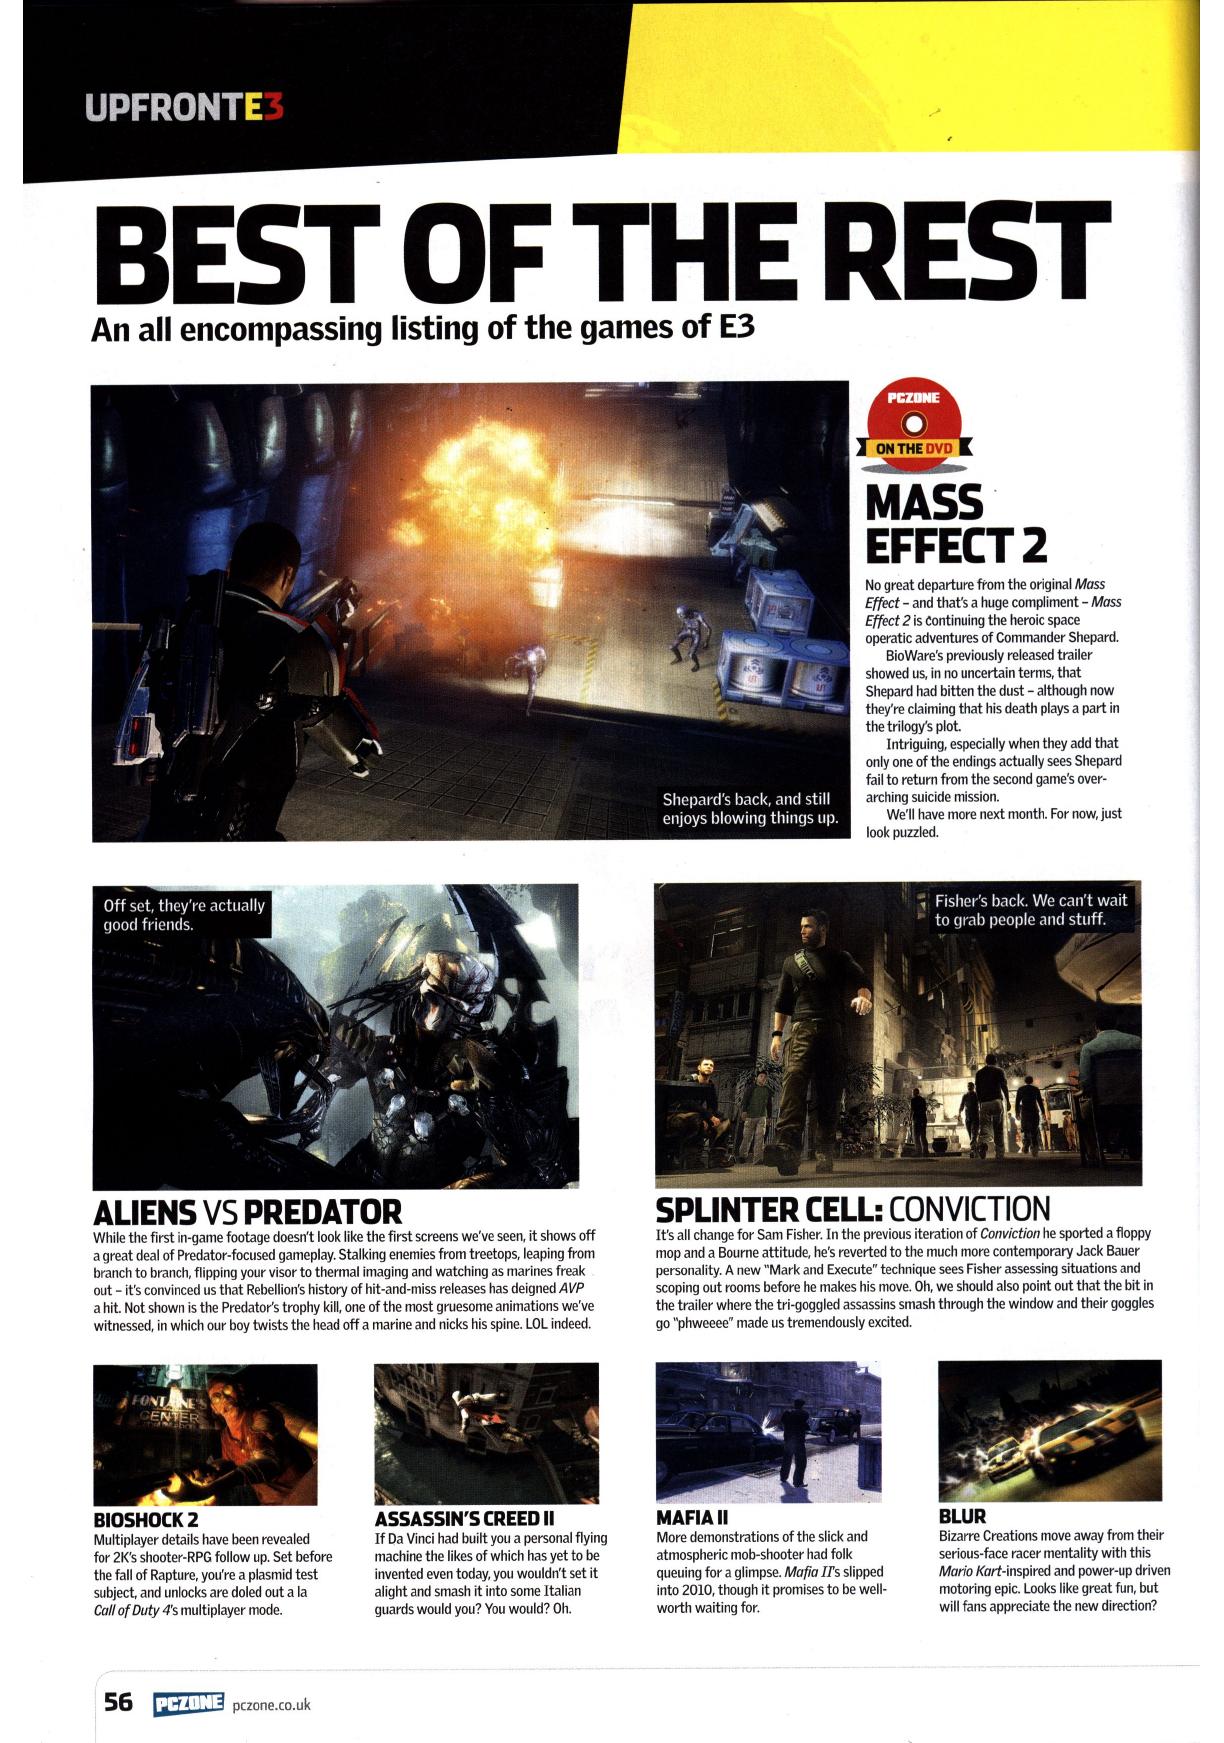 UPFRONTE3
BEST OF THE REST
An all encompassing listing of the games of E3
Shepard's back, and still
enjoys blowing things up.
PCZONE
ON THE DVD
MASS
EFFECT 2
No great departure from the original Mass
Effect – and that's a huge compliment – Mass
Effect 2 is continuing the heroic space
operatic adventures of Commander Shepard.
BioWare's previously released trailer
showed us, in no uncertain terms, that
Shepard had bitten the dust – although now
they're claiming that his death plays a part in
the trilogy's plot.
Intriguing, especially when they add that
only one of the endings actually sees Shepard
fail to return from the second game's over-
arching suicide mission.
We'll have more next month. For now, just
look puzzled.
Off set, they're actually
good friends.
ALIENS VS PREDATOR
While the first in-game footage doesn't look like the first screens we've seen, it shows off
a great deal of Predator-focused gameplay. Stalking enemies from treetops, leaping from
branch to branch, flipping your visor to thermal imaging and watching as marines freak
out – it's convinced us that Rebellion's history of hit-and-miss releases has deigned AVP
a hit. Not shown is the Predator's trophy kill, one of the most gruesome animations we've
witnessed, in which our boy twists the head off a marine and nicks his spine. LOL indeed.
Fisher's back. We can't wait
to grab people and stuff.
SPLINTER CELL: CONVICTION
It's all change for Sam Fisher. In the previous iteration of Conviction he sported a floppy
mop and a Bourne attitude, he's reverted to the much more contemporary Jack Bauer
personality. A new "Mark and Execute" technique sees Fisher assessing situations and
scoping out rooms before he makes his move. Oh, we should also point out that the bit in
the trailer where the tri-goggled assassins smash through the window and their goggles
go "phweeee" made us tremendously excited.
FONTAINE'S
CENTER
BIOSHOCK 2
Multiplayer details have been revealed
for 2K's shooter-RPG follow up. Set before
the fall of Rapture, you're a plasmid test
subject, and unlocks are doled out a la
Call of Duty 4's multiplayer mode.
ASSASSIN'S CREED II
If Da Vinci had built you a personal flying
machine the likes of which has yet to be
invented even today, you wouldn't set it
alight and smash it into some Italian
guards would you? You would? Oh.
MAFIA II
More demonstrations of the slick and
atmospheric mob-shooter had folk
queuing for a glimpse. Mafia II's slipped
into 2010, though it promises to be well-
worth waiting for.
BLUR
Bizarre Creations move away from their
serious-face racer mentality with this
Mario Kart-inspired and power-up driven
motoring epic. Looks like great fun, but
will fans appreciate the new direction?
56
PCZONE
pczone.co.uk